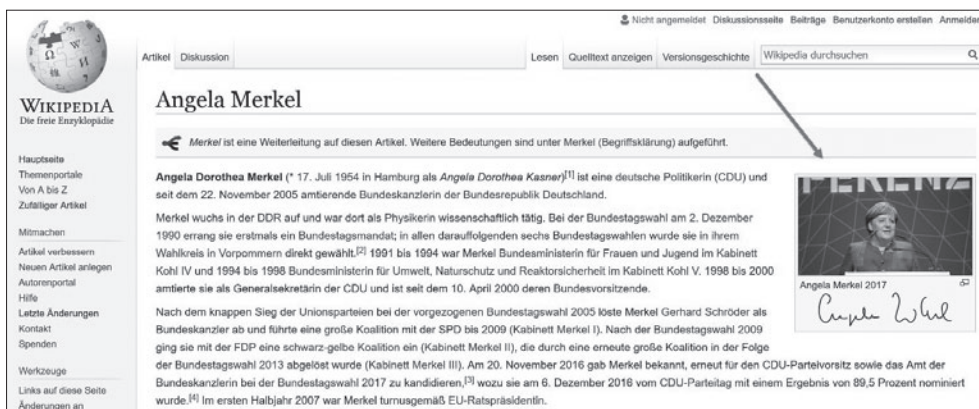 Nicht angemeldet Diskussionsseite Beiträge Benutzerkonto erstellen Anmelden
Artikel Diskussion
Lesen Quelltext anzeigen Versionsgeschichte
Wikipedia durchsuchen
WIKIPEDIA
Die freie Enzyklopädie
Hauptseite
Themenportale
Von A bis Z
Zufälliger Artikel
Mitmachen
Artikel verbessern
Neuen Artikel anlegen
Autorenportal
Hilfe
Letzte Änderungen
Kontakt
Spenden
Werkzeuge
Links auf diese Seite
Änderungen an
Angela Merkel
Merkel ist eine Weiterleitung auf diesen Artikel. Weitere Bedeutungen sind unter Merkel (Begriffsklärung) aufgeführt.
Angela Dorothea Merkel (* 17. Juli 1954 in Hamburg als Angela Dorothea Kasner)[1] ist eine deutsche Politikerin (CDU) und
seit dem 22. November 2005 amtierende Bundeskanzlerin der Bundesrepublik Deutschland.
Merkel wuchs in der DDR auf und war dort als Physikerin wissenschaftlich tätig. Bei der Bundestagswahl am 2. Dezember
1990 errang sie erstmals ein Bundestagsmandat; in allen darauffolgenden sechs Bundestagswahlen wurde sie in ihrem
Wahlkreis in Vorpommern direkt gewählt.[2] 1991 bis 1994 war Merkel Bundesministerin für Frauen und Jugend im Kabinett
Kohl IV und 1994 bis 1998 Bundesministerin für Umwelt, Naturschutz und Reaktorsicherheit im Kabinett Kohl V. 1998 bis 2000
amtierte sie als Generalsekretärin der CDU und ist seit dem 10. April 2000 deren Bundesvorsitzende.
Nach dem knappen Sieg der Unionsparteien bei der vorgezogenen Bundestagswahl 2005 löste Merkel Gerhard Schröder als
Bundeskanzler ab und führte eine große Koalition mit der SPD bis 2009 (Kabinett Merkel I). Nach der Bundestagswahl 2009
ging sie mit der FDP eine schwarz-gelbe Koalition ein (Kabinett Merkel II), die durch eine erneute große Koalition in der Folge
der Bundestagswahl 2013 abgelöst wurde (Kabinett Merkel III). Am 20. November 2016 gab Merkel bekannt, erneut für den CDU-Parteivorsitz sowie das Amt der
Bundeskanzlerin bei der Bundestagswahl 2017 zu kandidieren,[3] wozu sie am 6. Dezember 2016 vom CDU-Parteitag mit einem Ergebnis von 89,5 Prozent nominiert
wurde.[4] Im ersten Halbjahr 2007 war Merkel turnusgemäß EU-Ratspräsidentin.
FERENZ
Angela Merkel 2017
Angela Merkel